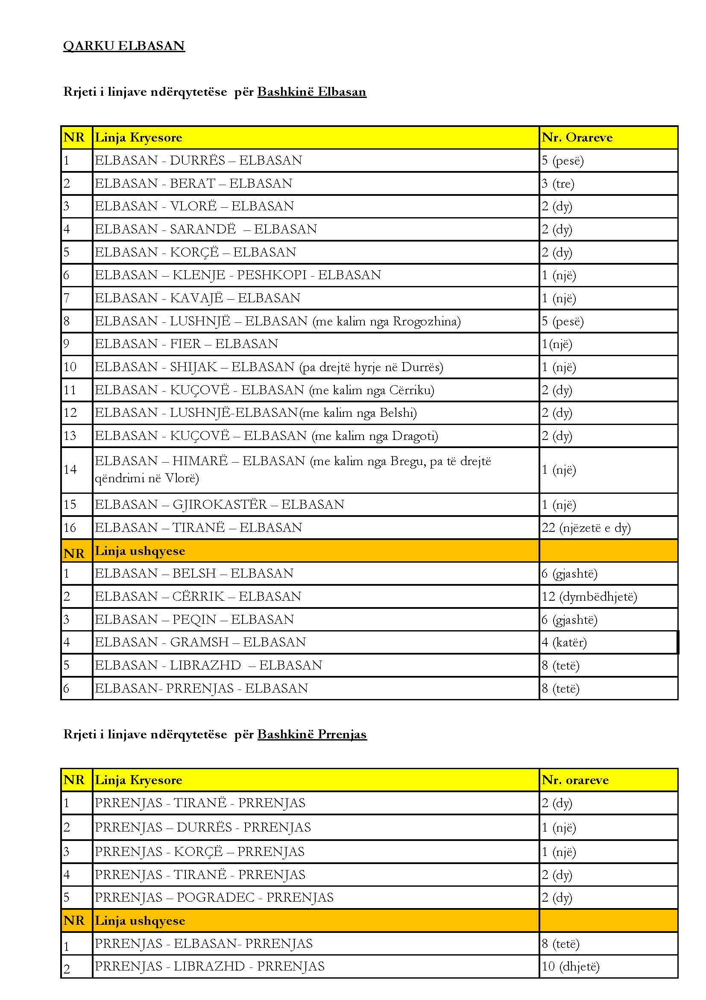 QARKU ELBASAN
Rrjeti i linjave ndërqytetëse për Bashkinë Elbasan
NR Linja Kryesore Nr. Orareve
1 ELBASAN - DURRËS – ELBASAN 5 (pesë)
2 ELBASAN - BERAT – ELBASAN 3 (tre)
3 ELBASAN - VLORË – ELBASAN 2 (dy)
4 ELBASAN - SARANDË – ELBASAN 2 (dy)
5 ELBASAN - KORÇË – ELBASAN 2 (dy)
6 ELBASAN – KLENJE - PESHKOPI - ELBASAN 1 (një)
7 ELBASAN - KAVAJË – ELBASAN 1 (një)
8 ELBASAN - LUSHNJË – ELBASAN (me kalim nga Rrogozhina) 5 (pesë)
9 ELBASAN - FIER – ELBASAN 1(një)
10 ELBASAN - SHIJAK – ELBASAN (pa drejtë hyrje në Durrës) 1 (një)
11 ELBASAN - KUÇOVË - ELBASAN (me kalim nga Cërriku) 2 (dy)
12 ELBASAN - LUSHNJË-ELBASAN(me kalim nga Belshi) 2 (dy)
13 ELBASAN - KUÇOVË – ELBASAN (me kalim nga Dragoti) 2 (dy)
14 ELBASAN – HIMARË – ELBASAN (me kalim nga Bregu, pa të drejtë
qëndrimi në Vlorë) 1 (një)
15 ELBASAN – GJIROKASTËR – ELBASAN 1 (një)
16 ELBASAN – TIRANË – ELBASAN 22 (njëzetë e dy)
NR Linja ushqyese
1 ELBASAN – BELSH – ELBASAN 6 (gjashtë)
2 ELBASAN – CËRRIK – ELBASAN 12 (dymbëdhjetë)
3 ELBASAN – PEQIN – ELBASAN 6 (gjashtë)
4 ELBASAN - GRAMSH – ELBASAN 4 (katër)
5 ELBASAN - LIBRAZHD – ELBASAN 8 (tetë)
6 ELBASAN- PRRENJAS - ELBASAN 8 (tetë)
Rrjeti i linjave ndërqytetëse për Bashkinë Prrenjas
NR Linja Kryesore Nr. orareve
1 PRRENJAS - TIRANË - PRRENJAS 2 (dy)
2 PRRENJAS – DURRËS - PRRENJAS 1 (një)
3 PRRENJAS - KORÇË – PRRENJAS 1 (një)
4 PRRENJAS - TIRANË - PRRENJAS 2 (dy)
5 PRRENJAS – POGRADEC - PRRENJAS 2 (dy)
NR Linja ushqyese
1 PRRENJAS - ELBASAN- PRRENJAS 8 (tetë)
2 PRRENJAS - LIBRAZHD - PRRENJAS 10 (dhjetë)